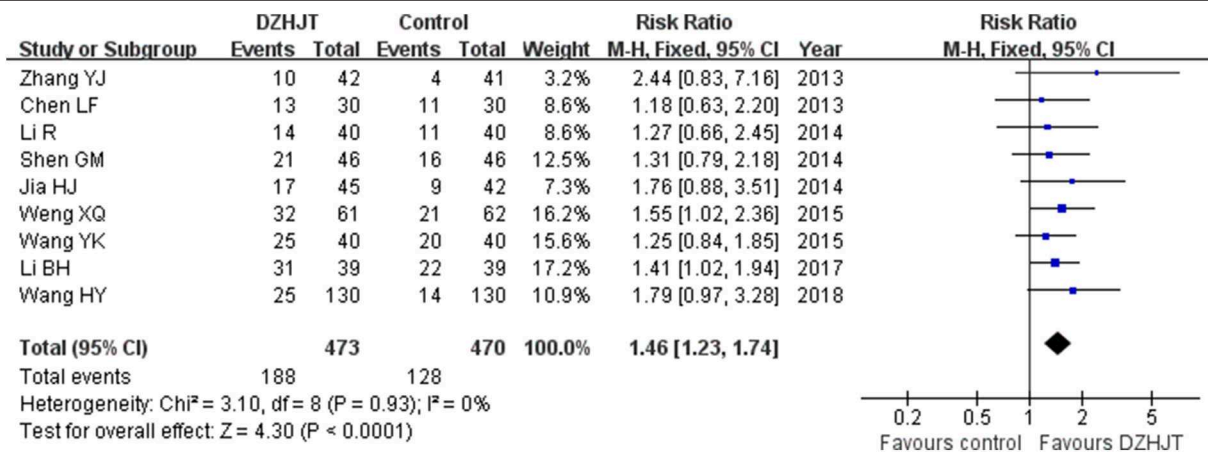 DZHJT Control Risk Ratio Risk Ratio
Study or Subgroup Events Total Events Total Weight M-H, Fixed, 95% CI Year M-H, Fixed, 95% CI
Zhang YJ 10 42 4 41 3.2% 2.44 [0.83, 7.16] 2013
Chen LF 13 30 11 30 8.6% 1.18 [0.63, 2.20] 2013
Li R 14 40 11 40 8.6% 1.27 [0.66, 2.45] 2014
Shen GM 21 46 16 46 12.5% 1.31 [0.79, 2.18] 2014
Jia HJ 17 45 9 42 7.3% 1.76 [0.88, 3.51] 2014
Weng XQ 32 61 21 62 16.2% 1.55 [1.02, 2.36] 2015
Wang YK 25 40 20 40 15.6% 1.25 [0.84, 1.85] 2015
Li BH 31 39 22 39 17.2% 1.41 [1.02, 1.94] 2017
Wang HY 25 130 14 130 10.9% 1.79 [0.97, 3.28] 2018
Total (95% CI) 473 470 100.0% 1.46 [1.23, 1.74]
Total events 188 128
Heterogeneity: Chi² = 3.10, df = 8 (P = 0.93); I² = 0%
Test for overall effect: Z = 4.30 (P < 0.0001)
0.2 0.5 1 2 5
Favours control Favours DZHJT